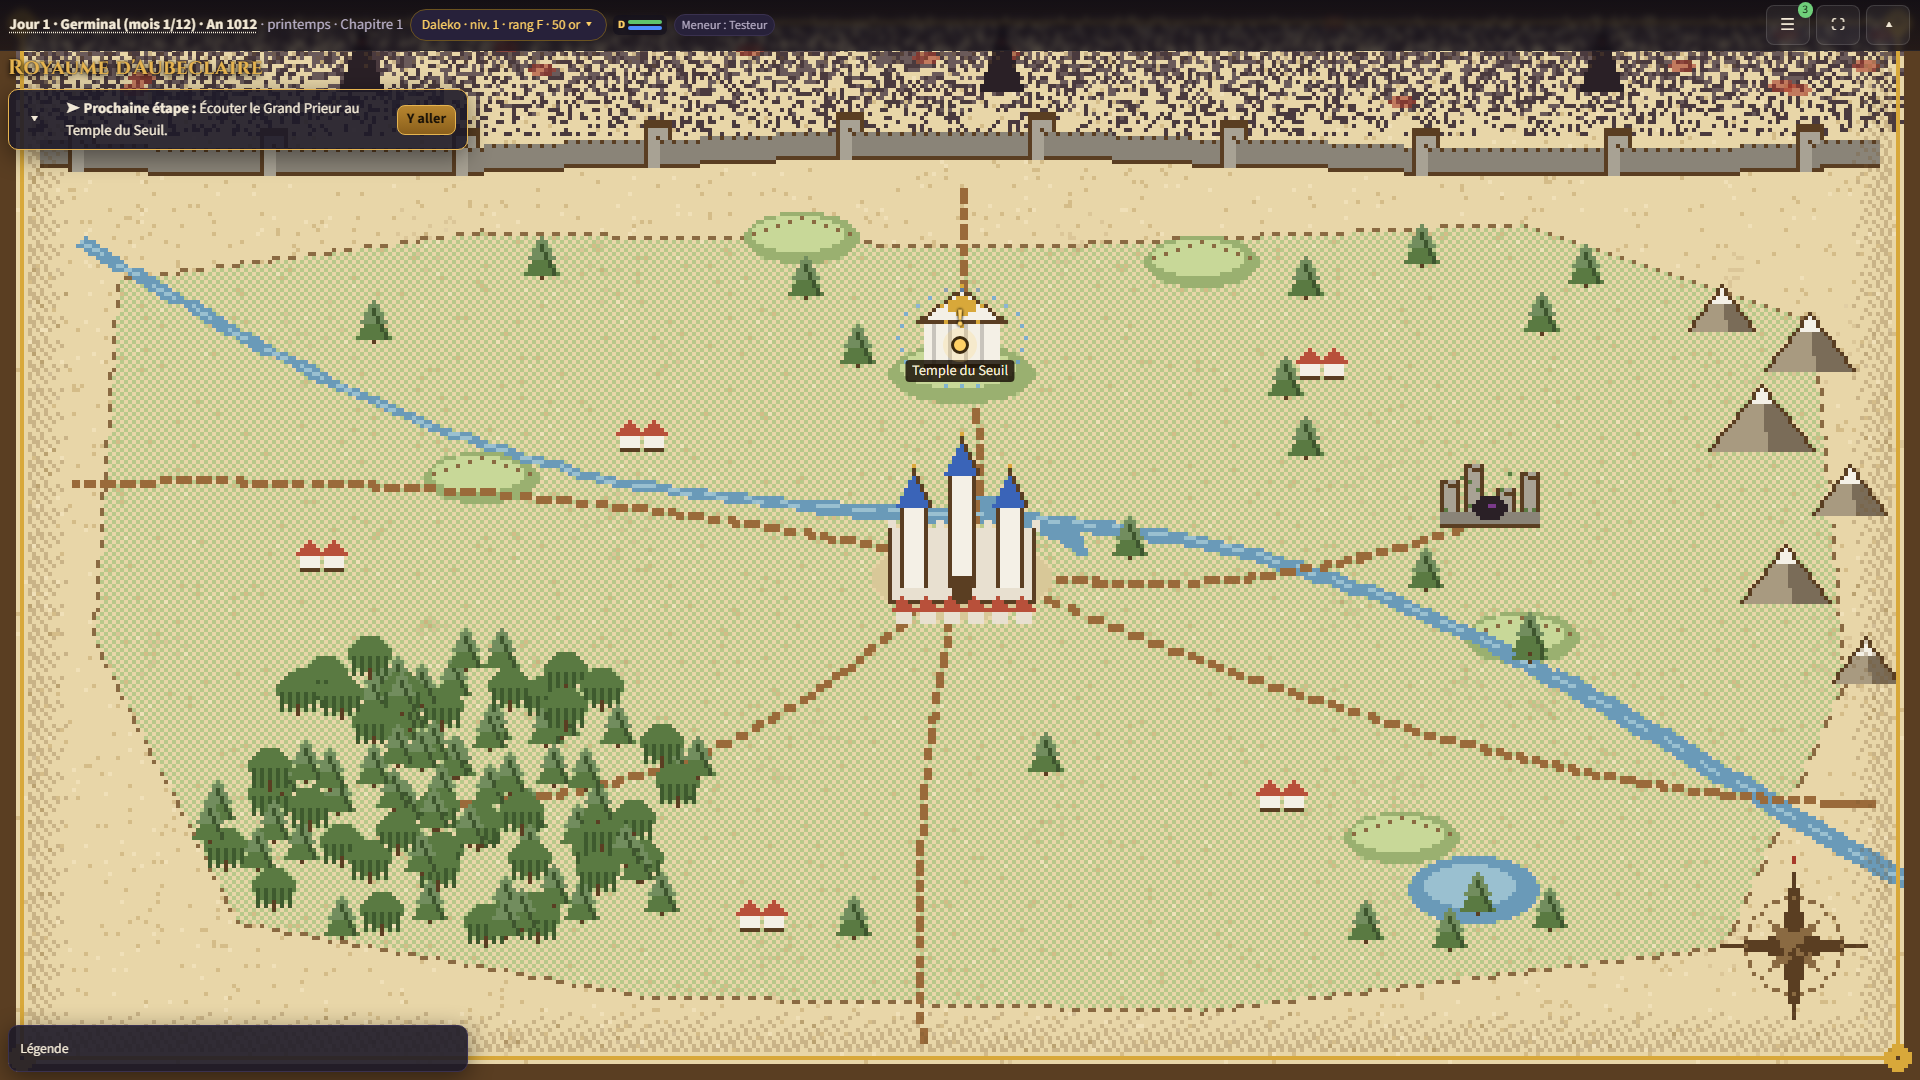 Jour 1 · Germinal (mois 1/12) · An 1012 · printemps · Chapitre 1
Daleko · niv. 1 · rang F · 50 or ▾
D
Meneur : Testeur
3
Royaume d'Aubeclaire
➤ Prochaine étape : Écouter le Grand Prieur au
Temple du Seuil.
Y aller
Temple du Seuil
Légende